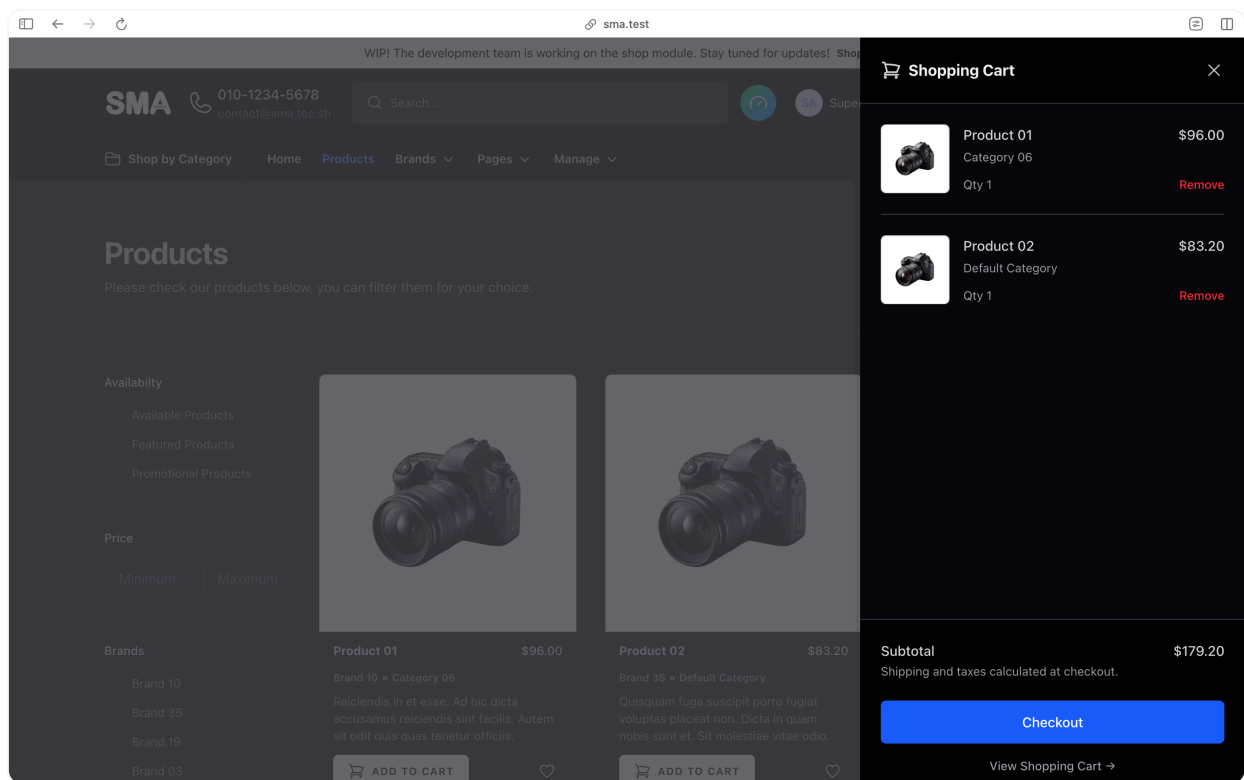 sma.test
WIP! The development team is working on the shop module. Stay tuned for updates! Shop
SMA
010-1234-5678
contact@sma.tec.sh
Search...
SA
Super
Shop by Category
Home
Products
Brands
Pages
Manage
Products
Please check our products below, you can filter them for your choice.
Availabilty
Available Products
Featured Products
Promotional Products
Price
Minimum
Maximum
Brands
Brand 10
Brand 35
Brand 19
Brand 03
Product 01 $96.00
Brand 10 » Category 06
Reiciendis in et esse. Ad hic dicta
accusamus reiciendis sint facilis. Autem
sit odit quis quas tenetur officiis.
ADD TO CART
Product 02 $83.20
Brand 35 » Default Category
Quisquam fuga suscipit porro fugiat
voluptas placeat non. Dicta in quam
nobis sunt et. Sit molestiae vitae odio.
ADD TO CART
Shopping Cart
Product 01 $96.00
Category 06
Qty 1 Remove
Product 02 $83.20
Default Category
Qty 1 Remove
Subtotal $179.20
Shipping and taxes calculated at checkout.
Checkout
View Shopping Cart →